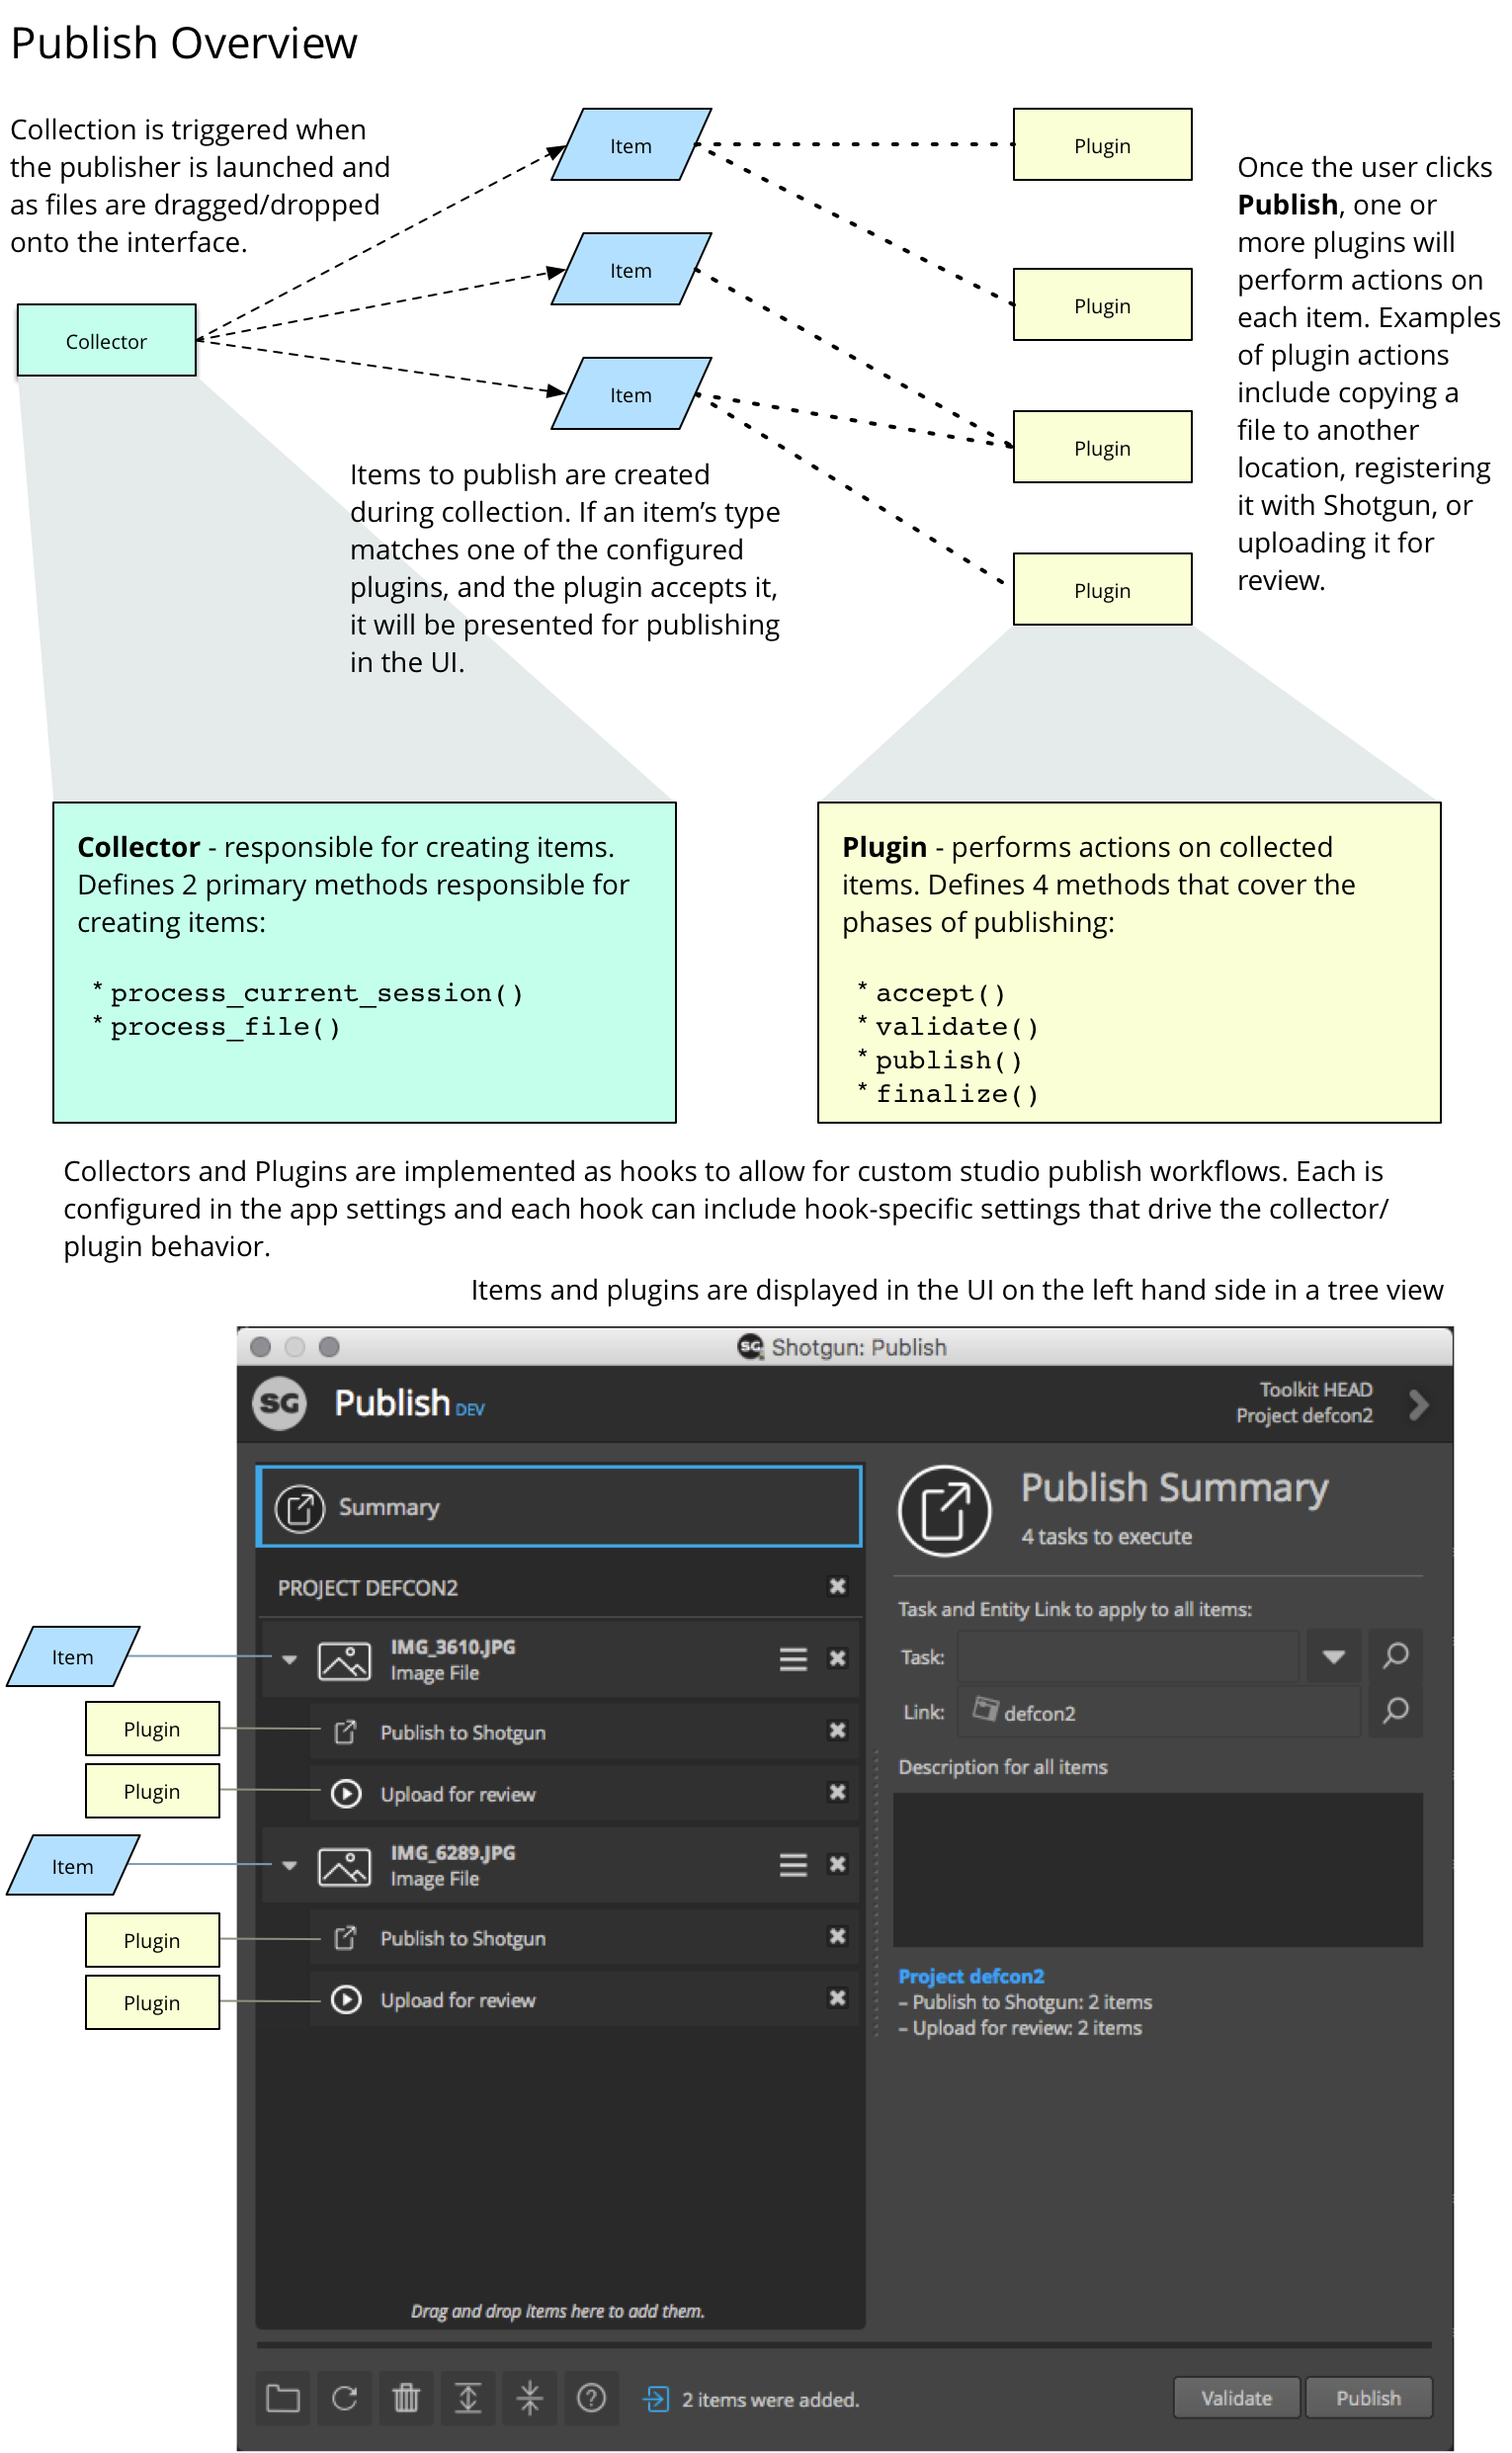 Publish Overview
Collection is triggered when
the publisher is launched and
as files are dragged/dropped
onto the interface.
Collector
Item
Item
Item
Plugin
Plugin
Plugin
Plugin
Once the user clicks
Publish, one or
more plugins will
perform actions on
each item. Examples
of plugin actions
include copying a
file to another
location, registering
it with Shotgun, or
uploading it for
review.
Items to publish are created
during collection. If an item’s type
matches one of the configured
plugins, and the plugin accepts it,
it will be presented for publishing
in the UI.
Collector - responsible for creating items.
Defines 2 primary methods responsible for
creating items:
* process_current_session()
* process_file()
Plugin - performs actions on collected
items. Defines 4 methods that cover the
phases of publishing:
* accept()
* validate()
* publish()
* finalize()
Collectors and Plugins are implemented as hooks to allow for custom studio publish workflows. Each is
configured in the app settings and each hook can include hook-specific settings that drive the collector/
plugin behavior.
Items and plugins are displayed in the UI on the left hand side in a tree view
SG Shotgun: Publish
SG Publish DEV
Toolkit HEAD
Project defcon2
Summary
PROJECT DEFCON2
Item
IMG_3610.JPG
Image File
Plugin
Publish to Shotgun
Plugin
Upload for review
Item
IMG_6289.JPG
Image File
Plugin
Publish to Shotgun
Plugin
Upload for review
Drag and drop items here to add them.
Publish Summary
4 tasks to execute
Task and Entity Link to apply to all items:
Task:
Link: defcon2
Description for all items
Project defcon2
– Publish to Shotgun: 2 items
– Upload for review: 2 items
2 items were added.
Validate
Publish